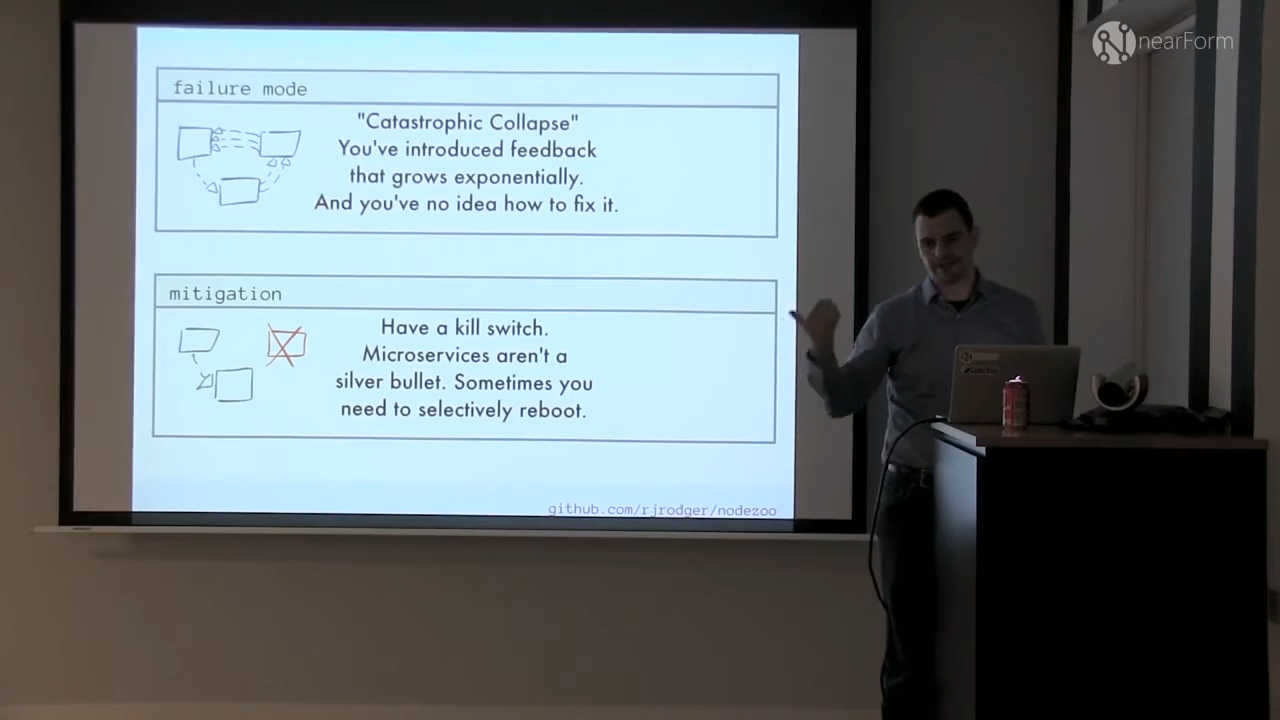 nearForm
failure mode
"Catastrophic Collapse"
You've introduced feedback
that grows exponentially.
And you've no idea how to fix it.
mitigation
Have a kill switch.
Microservices aren't a
silver bullet. Sometimes you
need to selectively reboot.
github.com/rjrodger/nodezoo